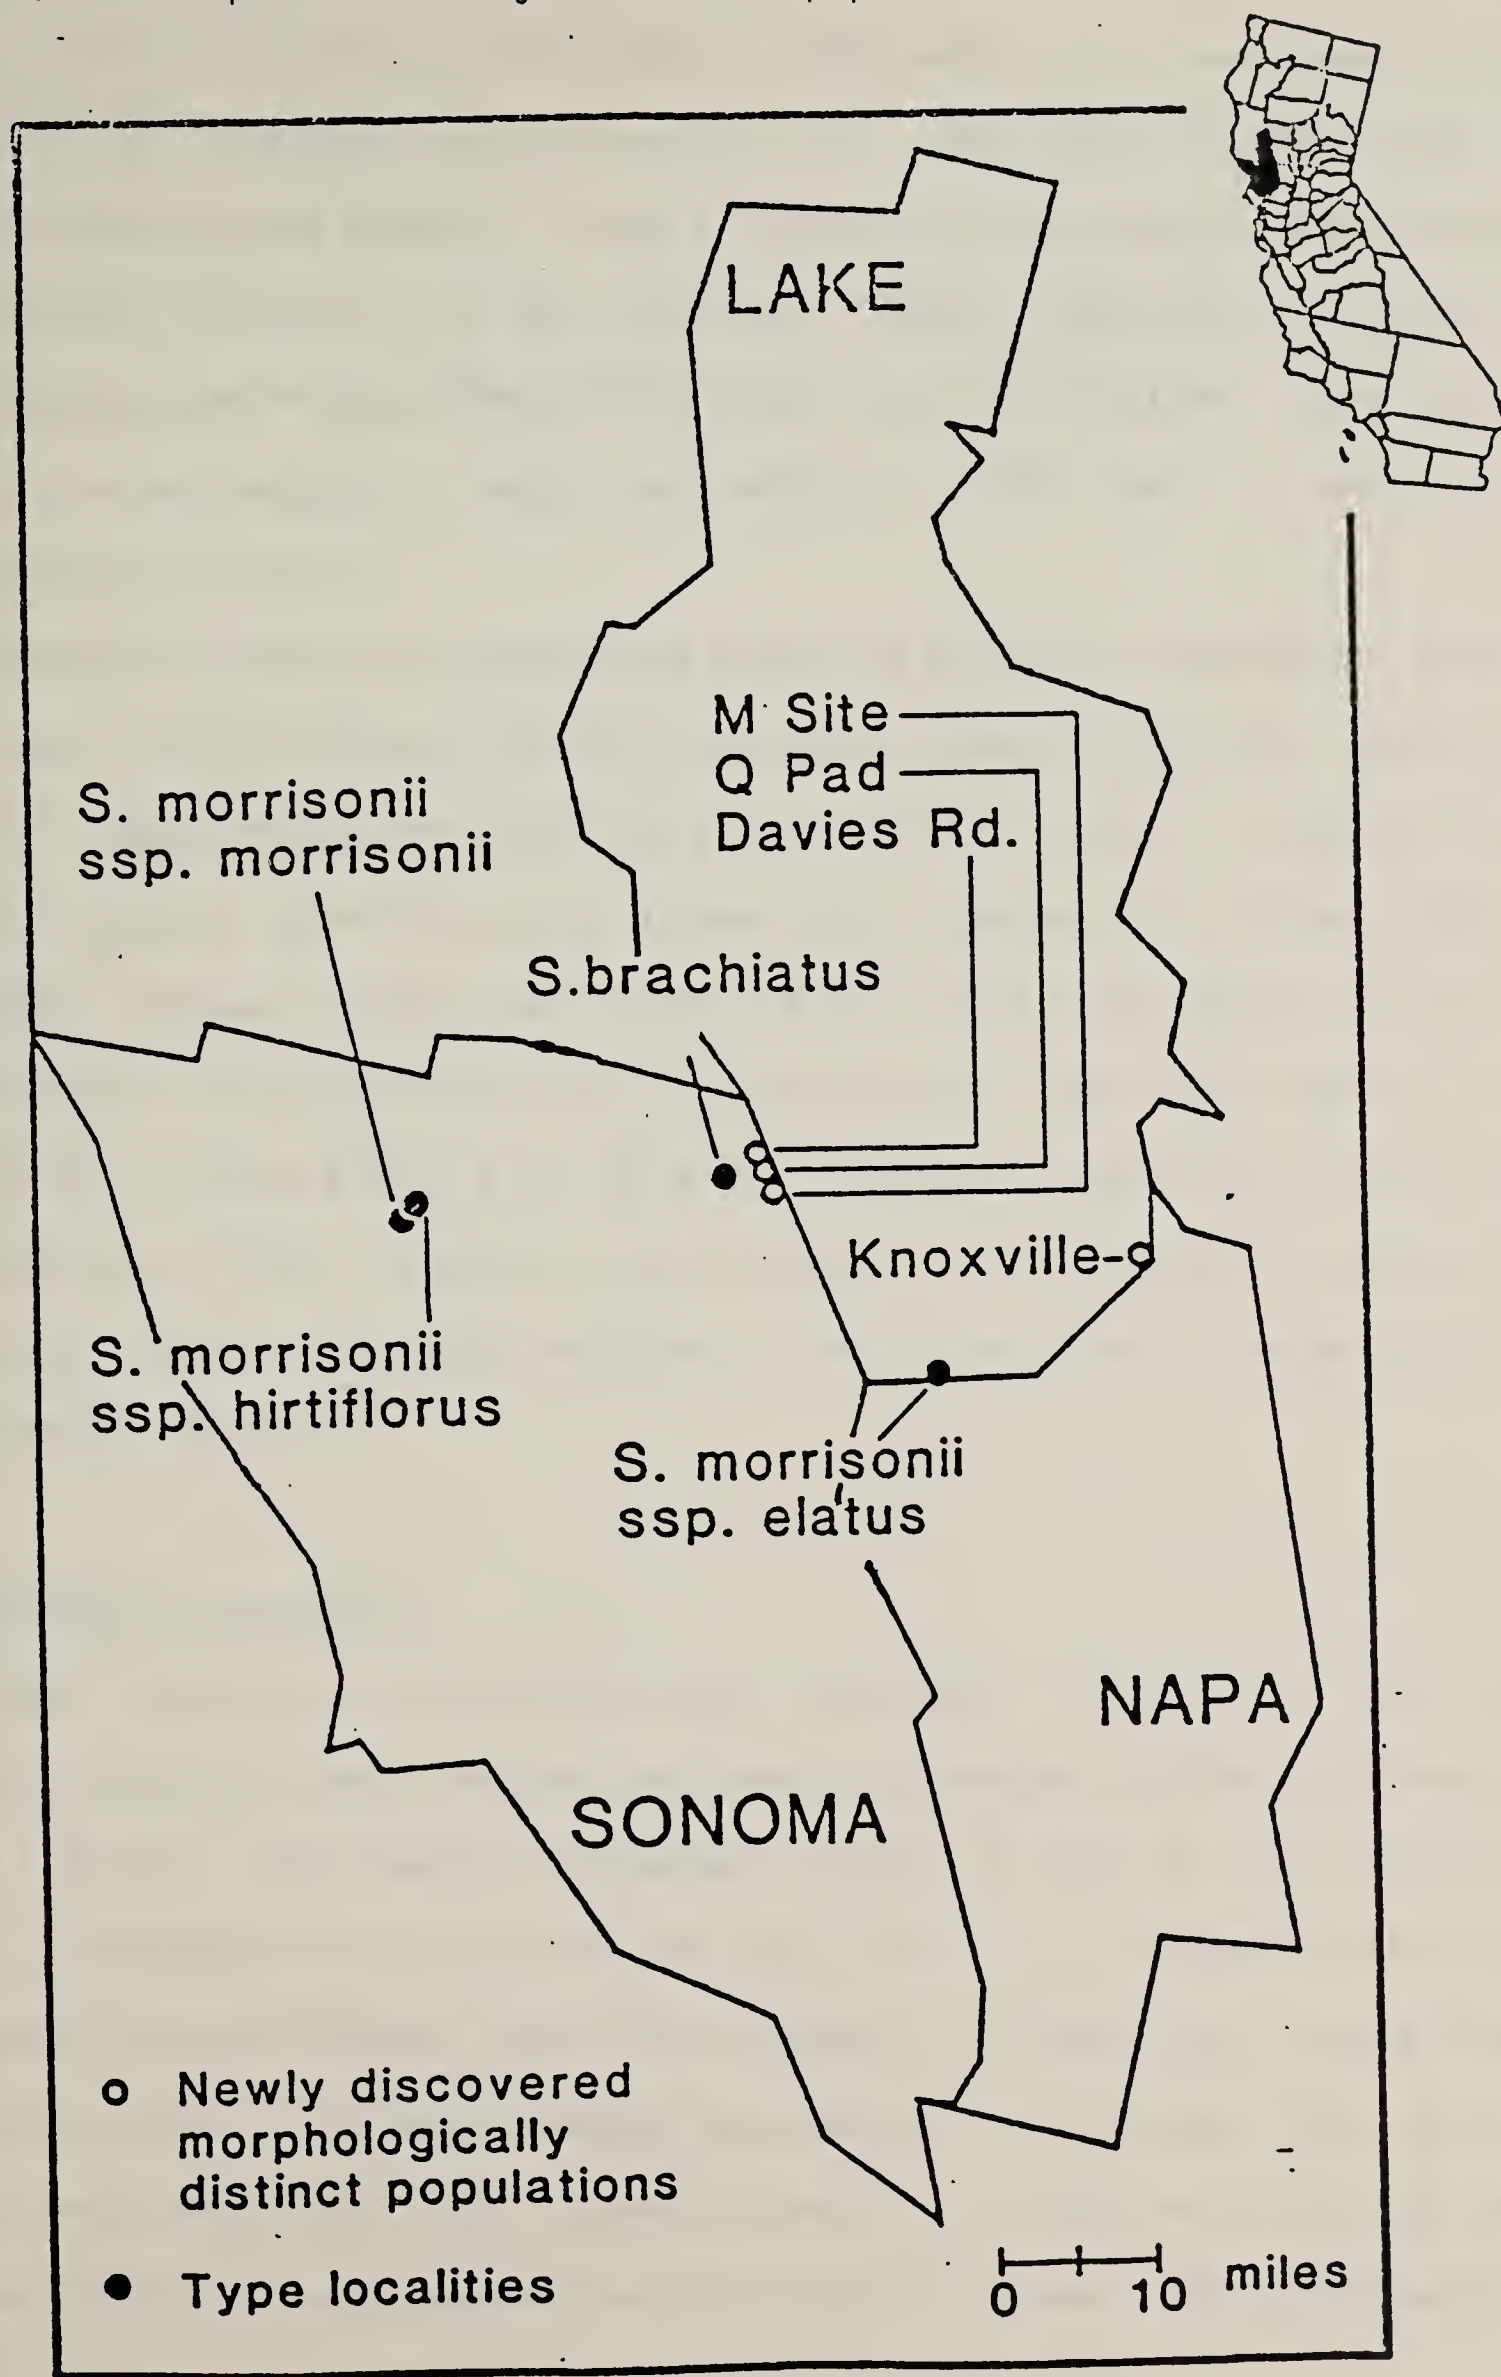 LAKE
M Site
Q Pad
Davies Rd.
S. morrisonii
ssp. morrisonii
S.brachiatus
Knoxville
S. morrisonii
ssp. hirtiflorus
S. morrisonii
ssp. elatus
NAPA
SONOMA
o Newly discovered
morphologically
distinct populations
● Type localities
0 10 miles